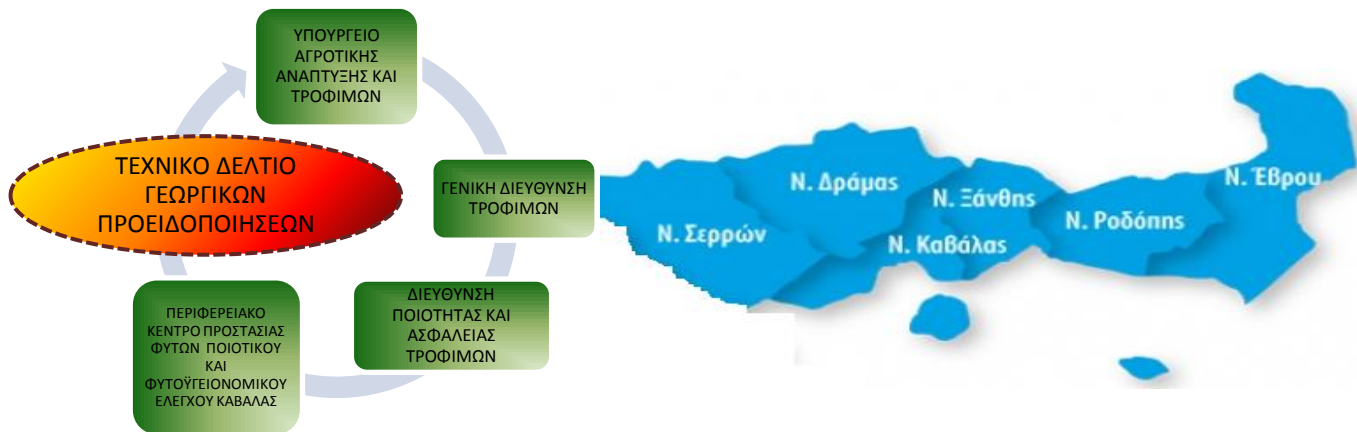 ΥΠΟΥΡΓΕΙΟ
ΑΓΡΟΤΙΚΗΣ
ΑΝΑΠΤΥΞΗΣ ΚΑΙ
ΤΡΟΦΙΜΩΝ
ΓΕΝΙΚΗ ΔΙΕΥΘΥΝΣΗ
ΤΡΟΦΙΜΩΝ
ΔΙΕΥΘΥΝΣΗ
ΠΟΙΟΤΗΤΑΣ ΚΑΙ
ΑΣΦΑΛΕΙΑΣ
ΤΡΟΦΙΜΩΝ
ΠΕΡΙΦΕΡΕΙΑΚΟ
ΚΕΝΤΡΟ ΠΡΟΣΤΑΣΙΑΣ
ΦΥΤΩΝ ΠΟΙΟΤΙΚΟΥ
ΚΑΙ
ΦΥΤΟΫΓΕΙΟΝΟΜΙΚΟΥ
ΕΛΕΓΧΟΥ ΚΑΒΑΛΑΣ
ΤΕΧΝΙΚΟ ΔΕΛΤΙΟ
ΓΕΩΡΓΙΚΩΝ
ΠΡΟΕΙΔΟΠΟΙΗΣΕΩΝ
Ν. Σερρών
Ν. Δράμας
Ν. Καβάλας
Ν. Ξάνθης
Ν. Ροδόπης
Ν. Έβρου